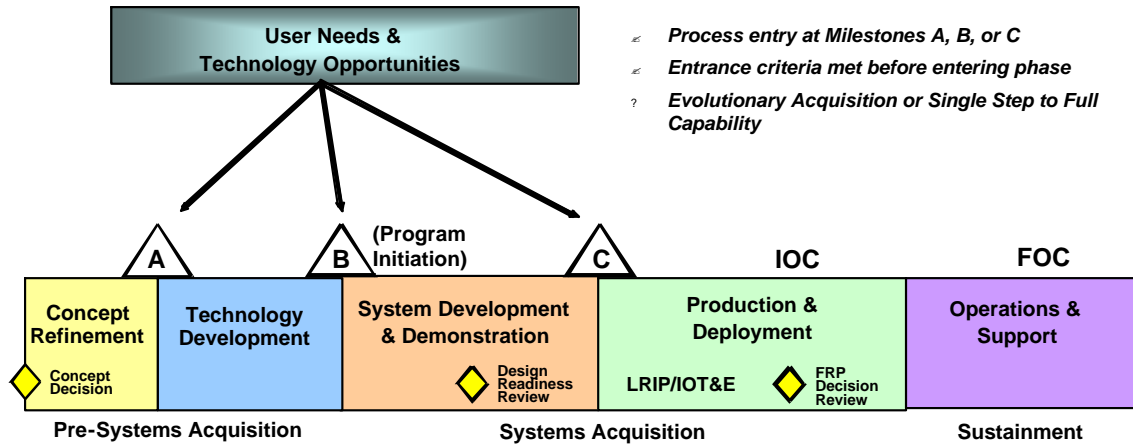 User Needs &
Technology Opportunities
Process entry at Milestones A, B, or C
Entrance criteria met before entering phase
? Evolutionary Acquisition or Single Step to Full
Capability
A
B
(Program
Initiation)
C
IOC
FOC
Concept
Refinement
Technology
Development
System Development
& Demonstration
Production &
Deployment
Operations &
Support
Concept
Decision
Design
Readiness
Review
LRIP/IOT&E
FRP
Decision
Review
Pre-Systems Acquisition
Systems Acquisition
Sustainment